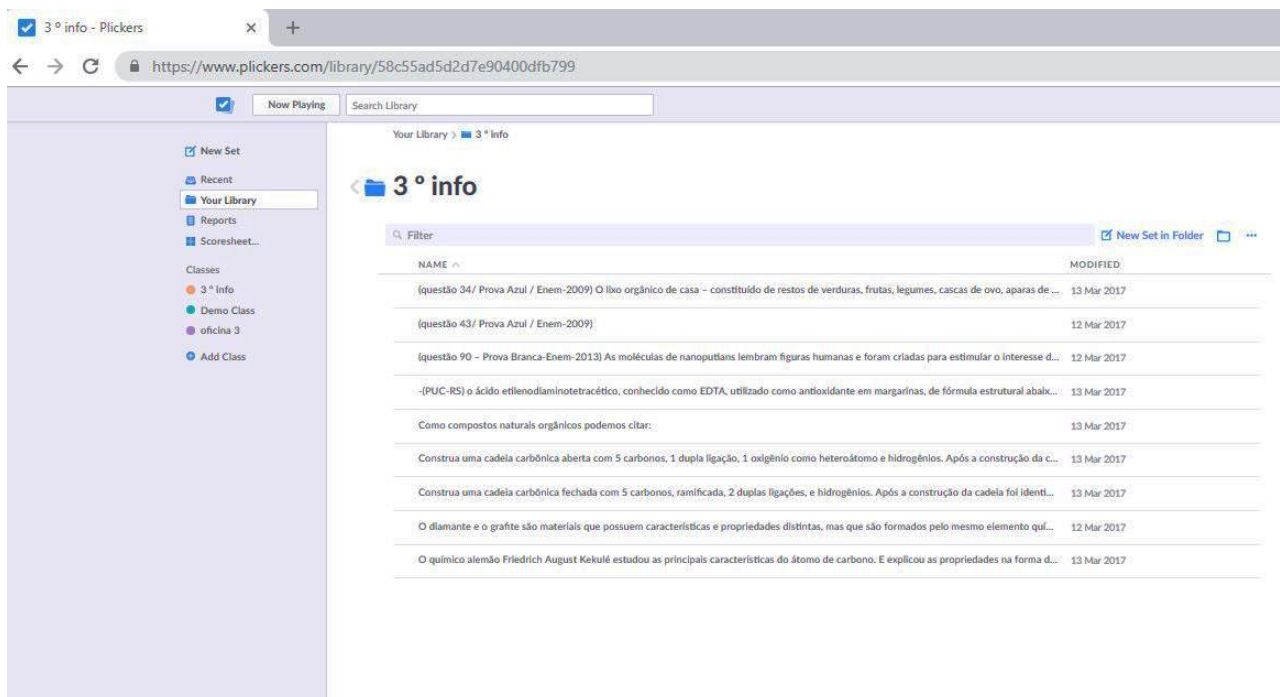 3 º info - Plickers
https://www.plickers.com/library/58c55ad5d2d7e90400dfb799
Now Playing
Search Library
New Set
Recent
Your Library
Reports
Scoresheet...
Classes
3 º info
Demo Class
oficina 3
Add Class
Your Library > 3 º info
3 º info
Filter
New Set in Folder ...
NAME MODIFIED
(questão 34/ Prova Azul / Enem-2009) O lixo orgânico de casa – constituído de restos de verduras, frutas, legumes, cascas de ovo, aparas de ... 13 Mar 2017
(questão 43/ Prova Azul / Enem-2009) 12 Mar 2017
(questão 90 – Prova Branca-Enem-2013) As moléculas de nanoputians lembram figuras humanas e foram criadas para estimular o interesse d... 12 Mar 2017
-(PUC-RS) o ácido etilenodiaminotetracético, conhecido como EDTA, utilizado como antioxidante em margarinas, de fórmula estrutural abaix... 13 Mar 2017
Como compostos naturais orgânicos podemos citar: 13 Mar 2017
Construa uma cadeia carbônica aberta com 5 carbonos, 1 dupla ligação, 1 oxigênio como heteroátomo e hidrogênios. Após a construção da c... 13 Mar 2017
Construa uma cadeia carbônica fechada com 5 carbonos, ramificada, 2 duplas ligações, e hidrogênios. Após a construção da cadeia foi identi... 13 Mar 2017
O diamante e o grafite são materiais que possuem características e propriedades distintas, mas que são formados pelo mesmo elemento quí... 12 Mar 2017
O químico alemão Friedrich August Kekulé estudou as principais características do átomo de carbono. E explicou as propriedades na forma d... 13 Mar 2017